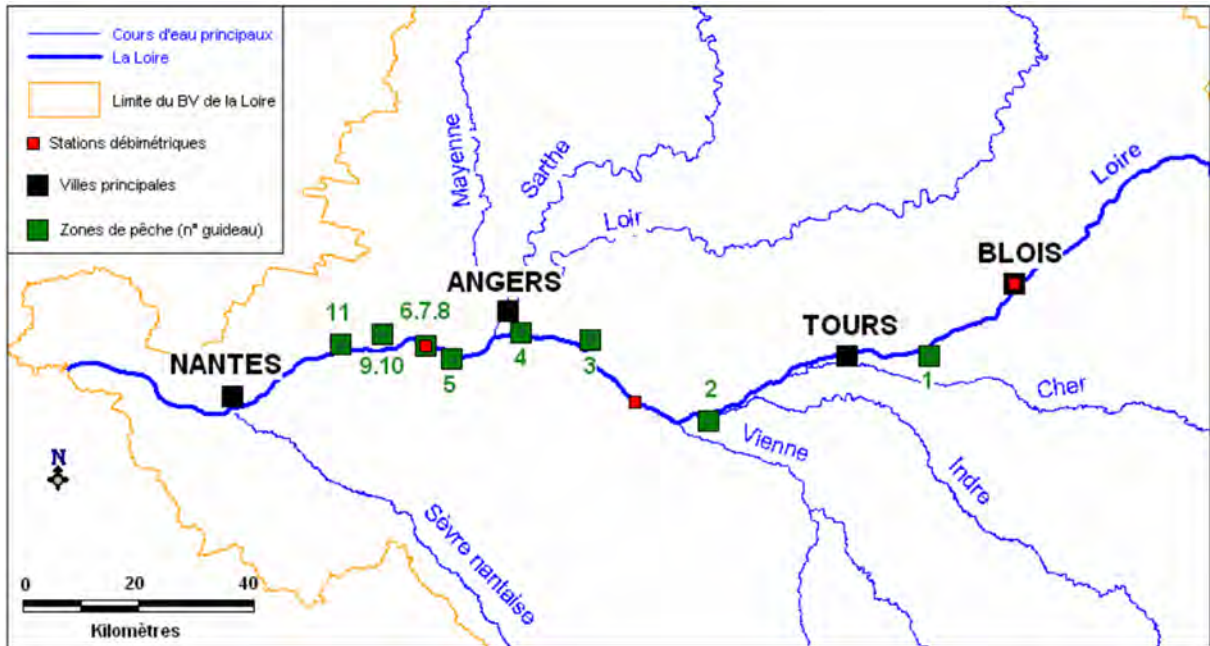 Cours d'eau principaux
La Loire
Limite du BV de la Loire
Stations débimétriques
Villes principales
Zones de pêche (n° guideau)
Mayenne
Sarthe
Loir
Loire
BLOIS
ANGERS
TOURS
NANTES
11
6.7.8
9.10
5
4
3
2
1
Cher
Vienne
Indre
Sèvre nantaise
N
0 20 40
Kilomètres